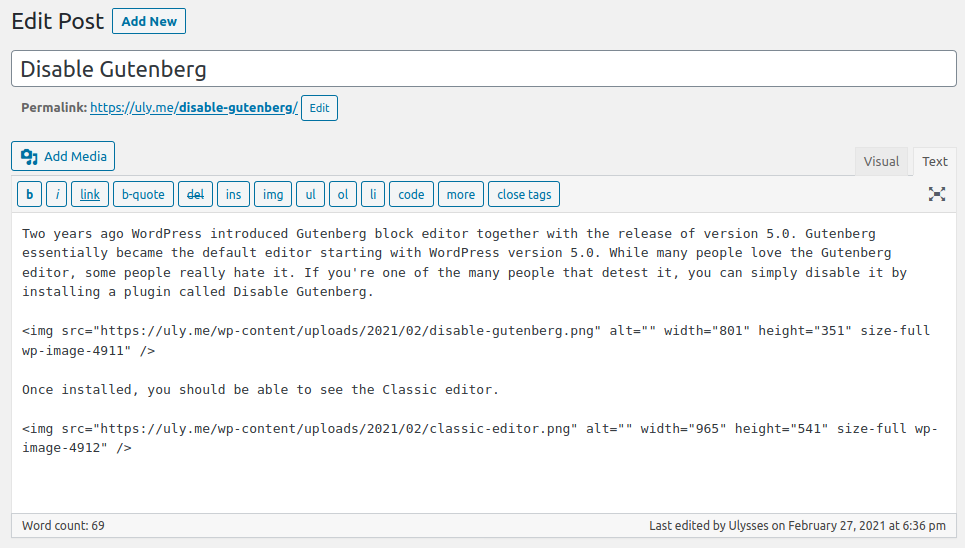 Edit Post Add New
Disable Gutenberg
Permalink: https://uly.me/disable-gutenberg/ Edit
Add Media Visual Text
b i link b-quote del ins img ul ol li code more close tags
Two years ago WordPress introduced Gutenberg block editor together with the release of version 5.0. Gutenberg
essentially became the default editor starting with WordPress version 5.0. While many people love the Gutenberg
editor, some people really hate it. If you're one of the many people that detest it, you can simply disable it by
installing a plugin called Disable Gutenberg.
<img src="https://uly.me/wp-content/uploads/2021/02/disable-gutenberg.png" alt="" width="801" height="351" size-full
wp-image-4911" />
Once installed, you should be able to see the Classic editor.
<img src="https://uly.me/wp-content/uploads/2021/02/classic-editor.png" alt="" width="965" height="541" size-full wp-
image-4912" />
Word count: 69 Last edited by Ulysses on February 27, 2021 at 6:36 pm